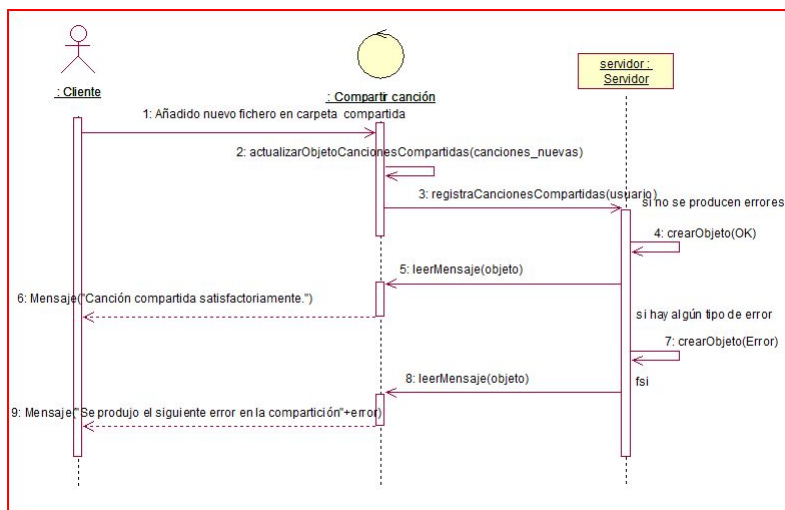 : Cliente
: Compartir canción
servidor :
Servidor
1: Añadido nuevo fichero en carpeta compartida
2: actualizarObjetoCancionesCompartidas(canciones_nuevas)
3: registraCancionesCompartidas(usuario)
si no se producen errores
4: crearObjeto(OK)
5: leerMensaje(objeto)
6: Mensaje("Canción compartida satisfactoriamente.")
si hay algún tipo de error
7: crearObjeto(Error)
8: leerMensaje(objeto)
fsi
9: Mensaje("Se produjo el siguiente error en la compartición"+error)